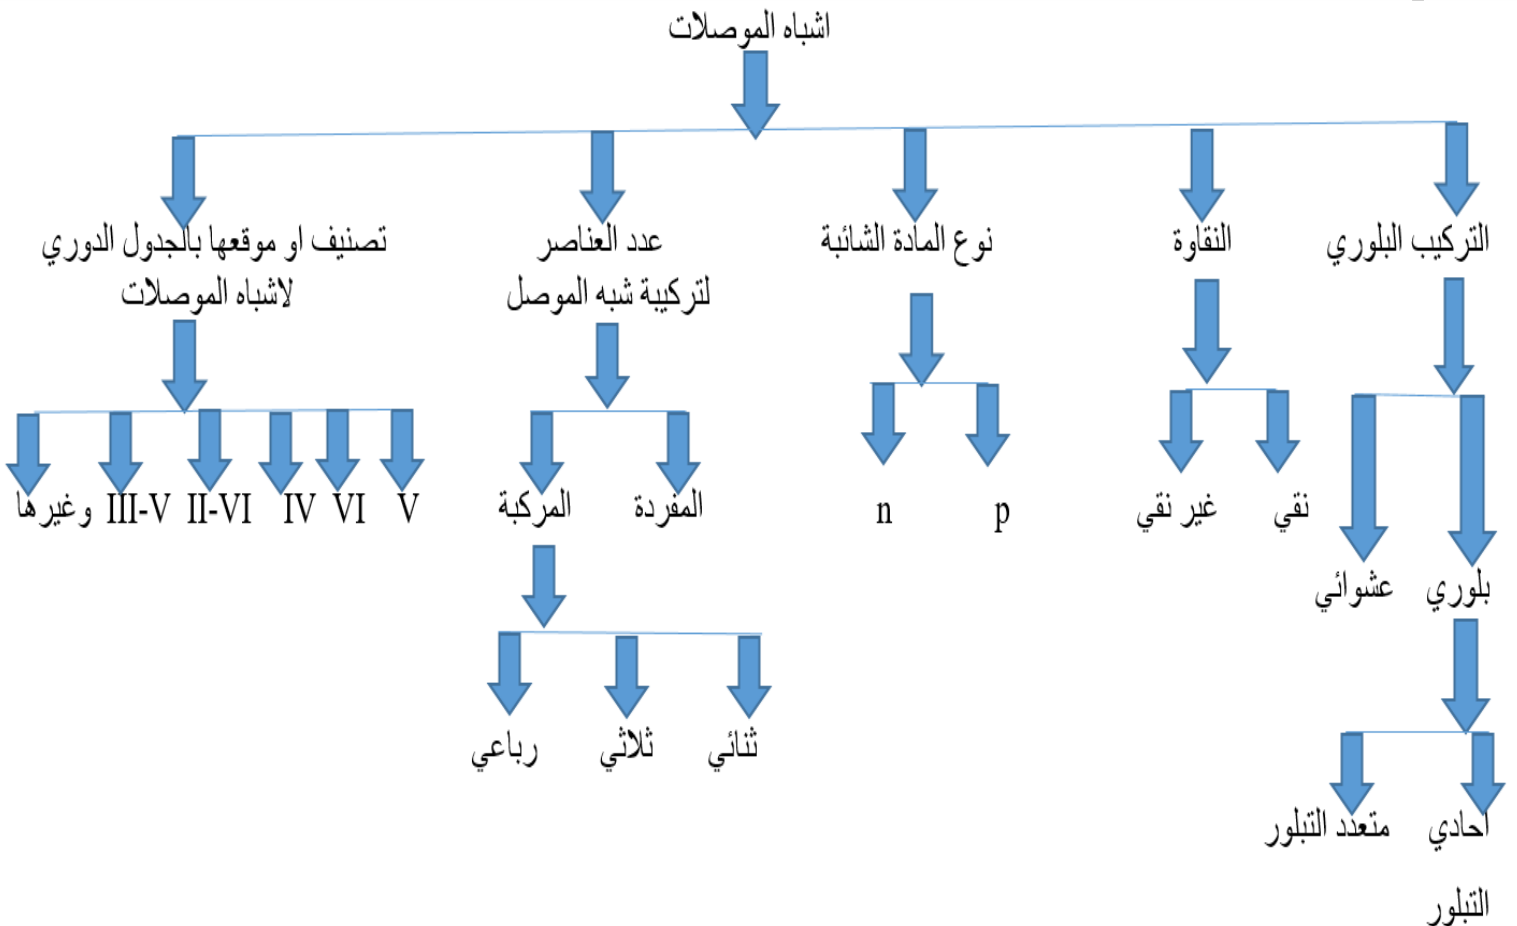 اشباه الموصلات
التركيب البلوري
النقاوة
نوع المادة الشائبة
عدد العناصر
لتركيبة شبه الموصل
تصنيف او موقعها بالجدول الدوري
لاشباه الموصلات
بلوري
عشوائي
احادي
التبلور
متعدد التبلور
نقي
غير نقي
p
n
المفردة
المركبة
ثنائي
ثلاثي
رباعي
V
VI
IV
II-VI
III-V
وغيرها